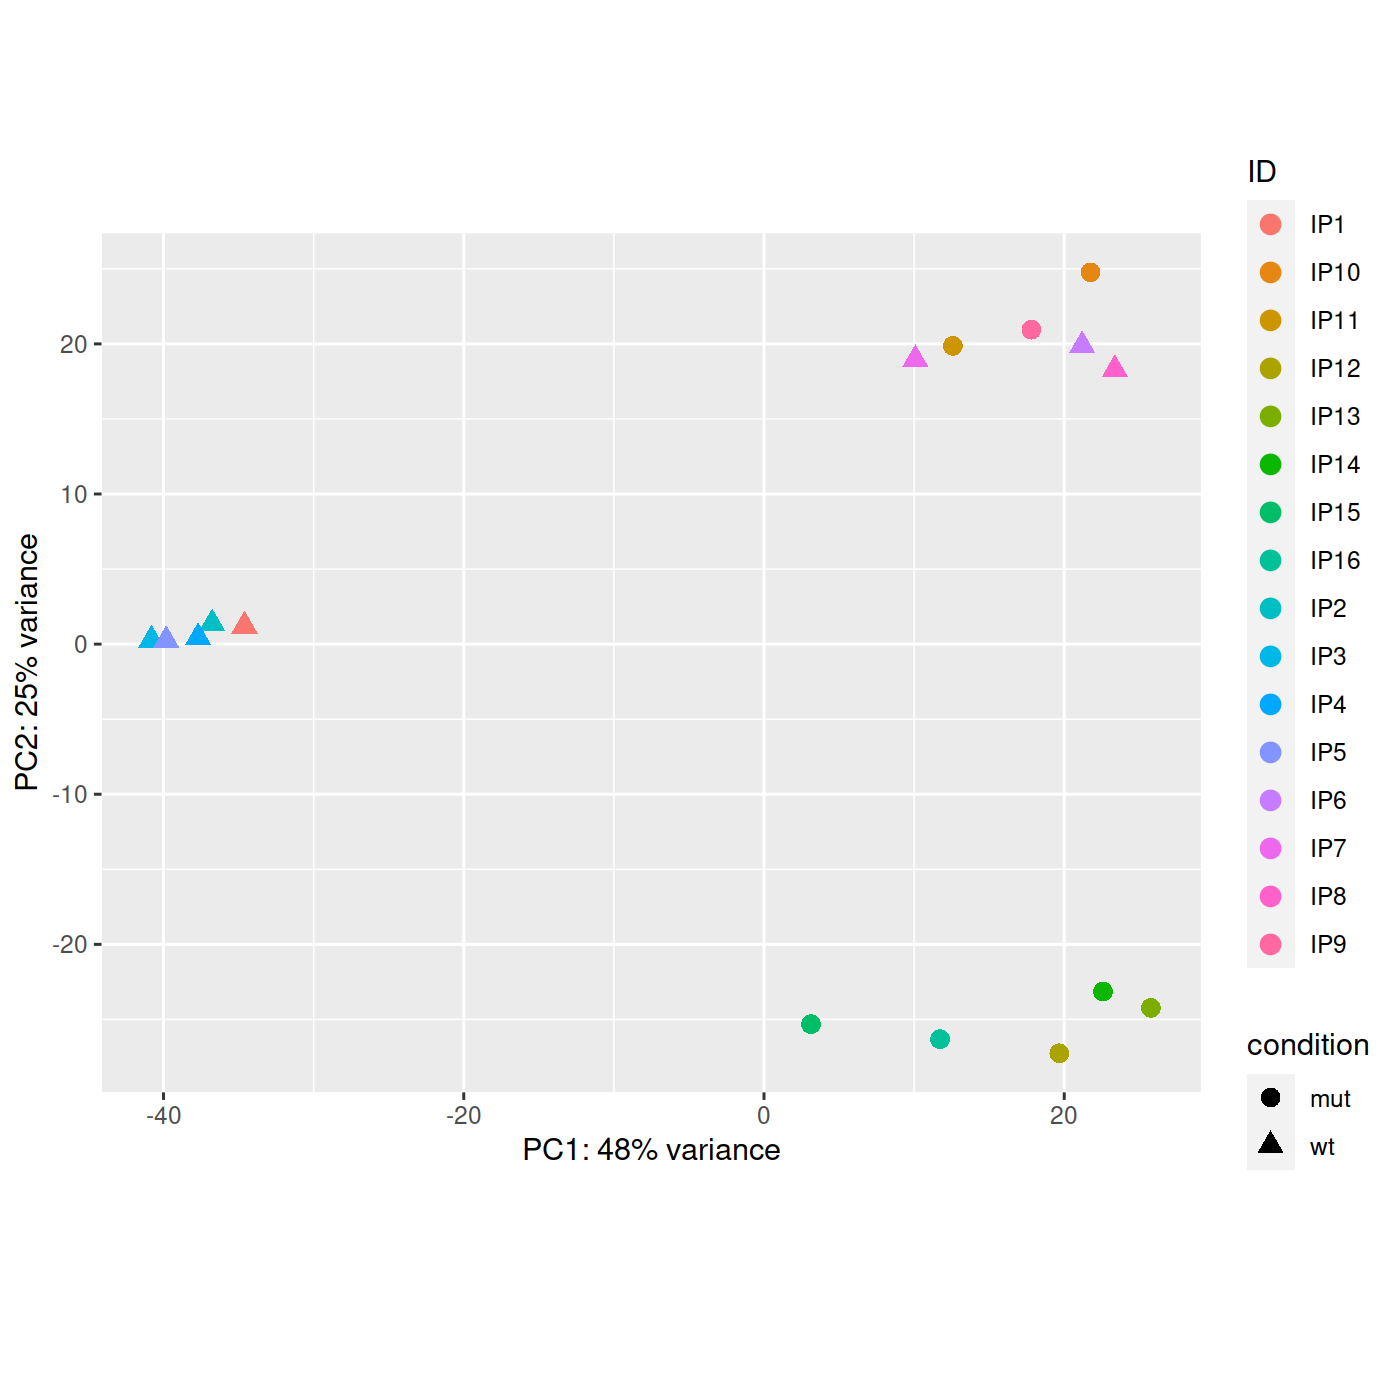 20
10
0
-10
-20
PC2: 25% variance
-40
-20
0
20
PC1: 48% variance
ID
IP1
IP10
IP11
IP12
IP13
IP14
IP15
IP16
IP2
IP3
IP4
IP5
IP6
IP7
IP8
IP9
condition
mut
wt